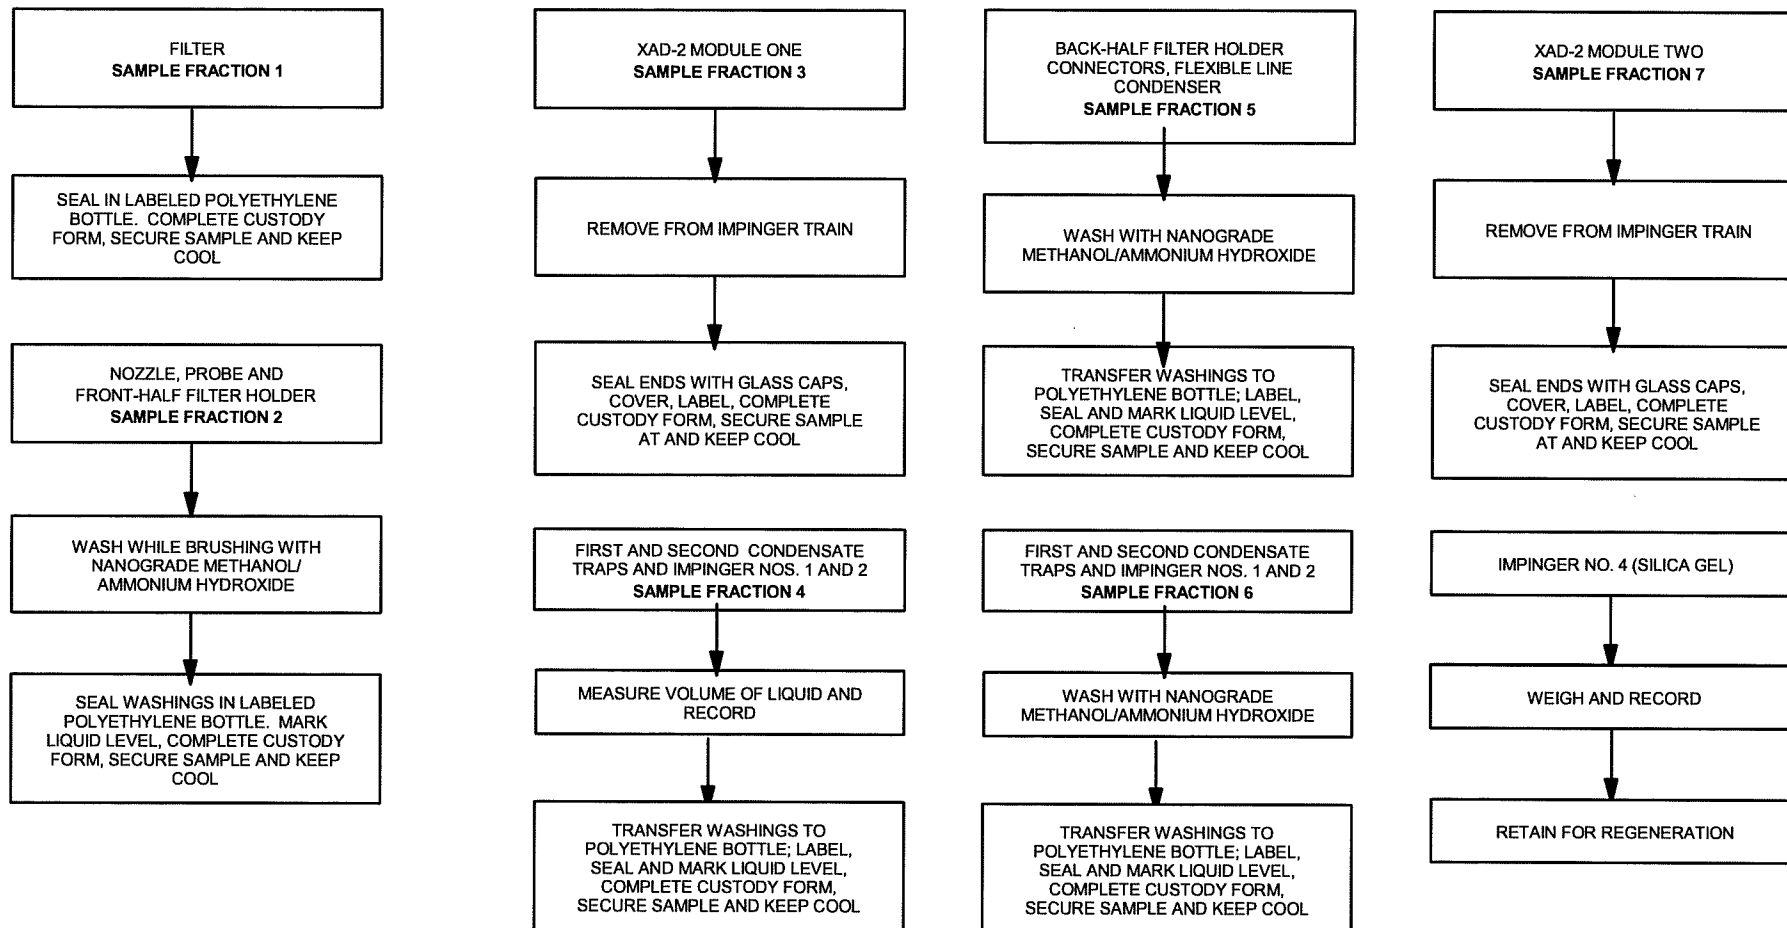 FILTER
SAMPLE FRACTION 1
SEAL IN LABELED POLYETHYLENE
BOTTLE. COMPLETE CUSTODY
FORM, SECURE SAMPLE AND KEEP
COOL
NOZZLE, PROBE AND
FRONT-HALF FILTER HOLDER
SAMPLE FRACTION 2
WASH WHILE BRUSHING WITH
NANOGRADE METHANOL/
AMMONIUM HYDROXIDE
SEAL WASHINGS IN LABELED
POLYETHYLENE BOTTLE. MARK
LIQUID LEVEL, COMPLETE CUSTODY
FORM, SECURE SAMPLE AND KEEP
COOL
XAD-2 MODULE ONE
SAMPLE FRACTION 3
REMOVE FROM IMPINGER TRAIN
SEAL ENDS WITH GLASS CAPS,
COVER, LABEL, COMPLETE
CUSTODY FORM, SECURE SAMPLE
AT AND KEEP COOL
FIRST AND SECOND CONDENSATE
TRAPS AND IMPINGER NOS. 1 AND 2
SAMPLE FRACTION 4
MEASURE VOLUME OF LIQUID AND
RECORD
TRANSFER WASHINGS TO
POLYETHYLENE BOTTLE; LABEL,
SEAL AND MARK LIQUID LEVEL,
COMPLETE CUSTODY FORM,
SECURE SAMPLE AND KEEP COOL
BACK-HALF FILTER HOLDER
CONNECTORS, FLEXIBLE LINE
CONDENSER
SAMPLE FRACTION 5
WASH WITH NANOGRADE
METHANOL/AMMONIUM HYDROXIDE
TRANSFER WASHINGS TO
POLYETHYLENE BOTTLE; LABEL,
SEAL AND MARK LIQUID LEVEL,
COMPLETE CUSTODY FORM,
SECURE SAMPLE AND KEEP COOL
FIRST AND SECOND CONDENSATE
TRAPS AND IMPINGER NOS. 1 AND 2
SAMPLE FRACTION 6
WASH WITH NANOGRADE
METHANOL/AMMONIUM HYDROXIDE
TRANSFER WASHINGS TO
POLYETHYLENE BOTTLE; LABEL,
SEAL AND MARK LIQUID LEVEL,
COMPLETE CUSTODY FORM,
SECURE SAMPLE AND KEEP COOL
XAD-2 MODULE TWO
SAMPLE FRACTION 7
REMOVE FROM IMPINGER TRAIN
SEAL ENDS WITH GLASS CAPS,
COVER, LABEL, COMPLETE
CUSTODY FORM, SECURE SAMPLE
AT AND KEEP COOL
IMPINGER NO. 4 (SILICA GEL)
WEIGH AND RECORD
RETAIN FOR REGENERATION